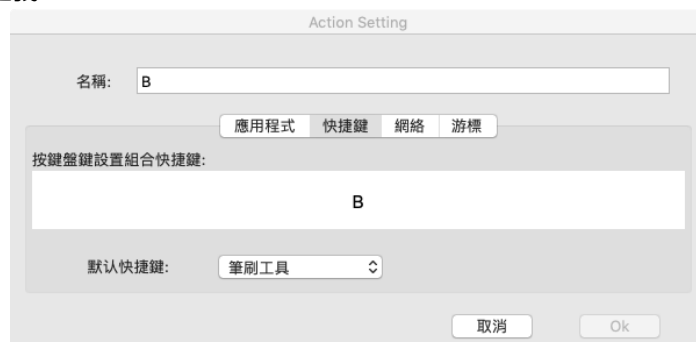 Action Setting
名稱: B
應用程式 快捷鍵 網絡 游標
按鍵盤鍵設置組合快捷鍵:
B
默认快捷鍵: 筆刷工具
取消 Ok